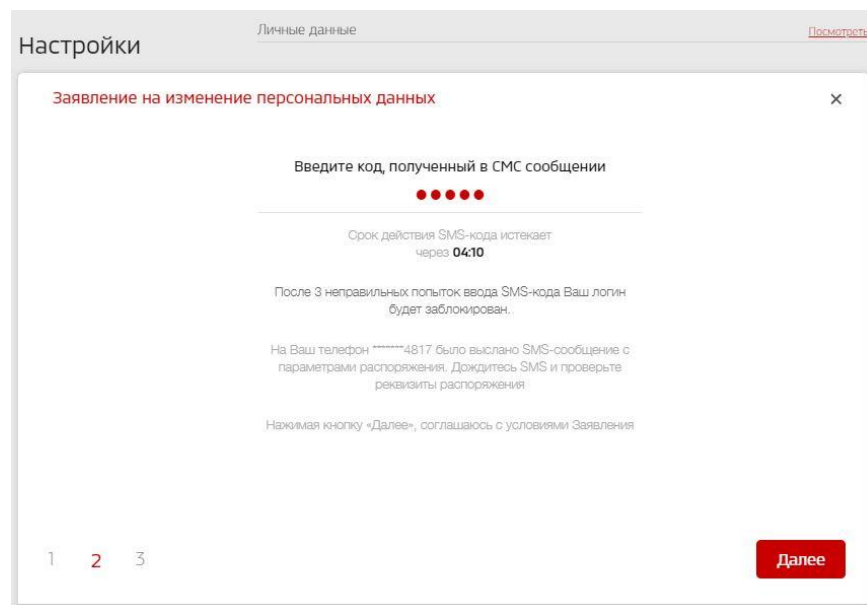 Настройки
Личные данные
Посмотреть
Заявление на изменение персональных данных
×
Введите код, полученный в СМС сообщении
●●●●●
Срок действия SMS-кода истекает
через 04:10
После 3 неправильных попыток ввода SMS-кода Ваш логин
будет заблокирован.
На Ваш телефон *******4817 было выслано SMS-сообщение с
параметрами распоряжения. Дождитесь SMS и проверьте
реквизиты распоряжения
Нажимая кнопку «Далее», соглашаюсь с условиями Заявления
1 2 3
Далее